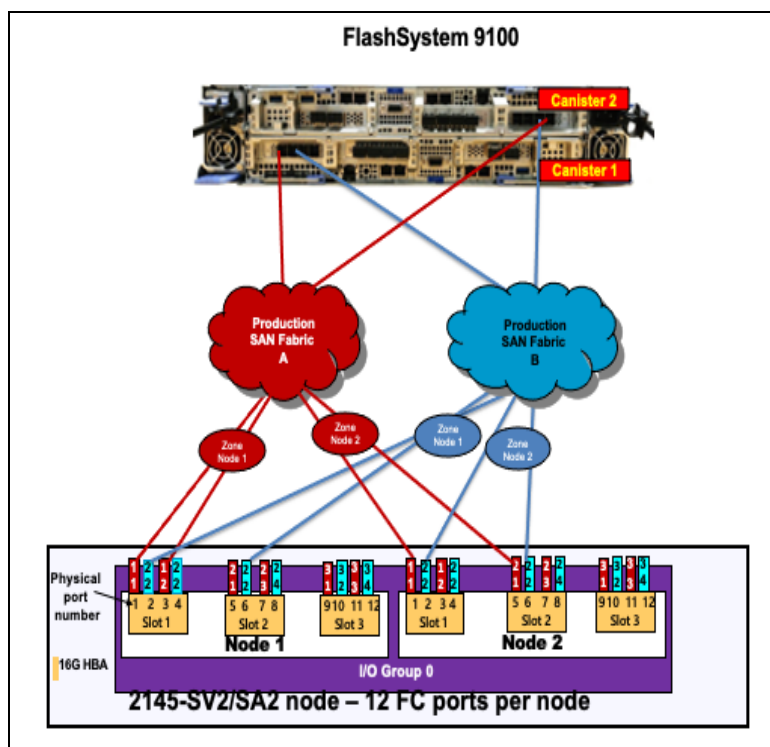 FlashSystem 9100
Canister 2
Canister 1
Production
SAN Fabric
A
Production
SAN Fabric
B
Zone
Node 1
Zone
Node 2
Zone
Node 1
Zone
Node 2
Physical
port
number
1 2 3 4
Slot 1
5 6 7 8
Slot 2
9 10 11 12
Slot 3
1 2 3 4
Slot 1
5 6 7 8
Slot 2
9 10 11 12
Slot 3
Node 1
Node 2
16G HBA
I/O Group 0
2145-SV2/SA2 node – 12 FC ports per node